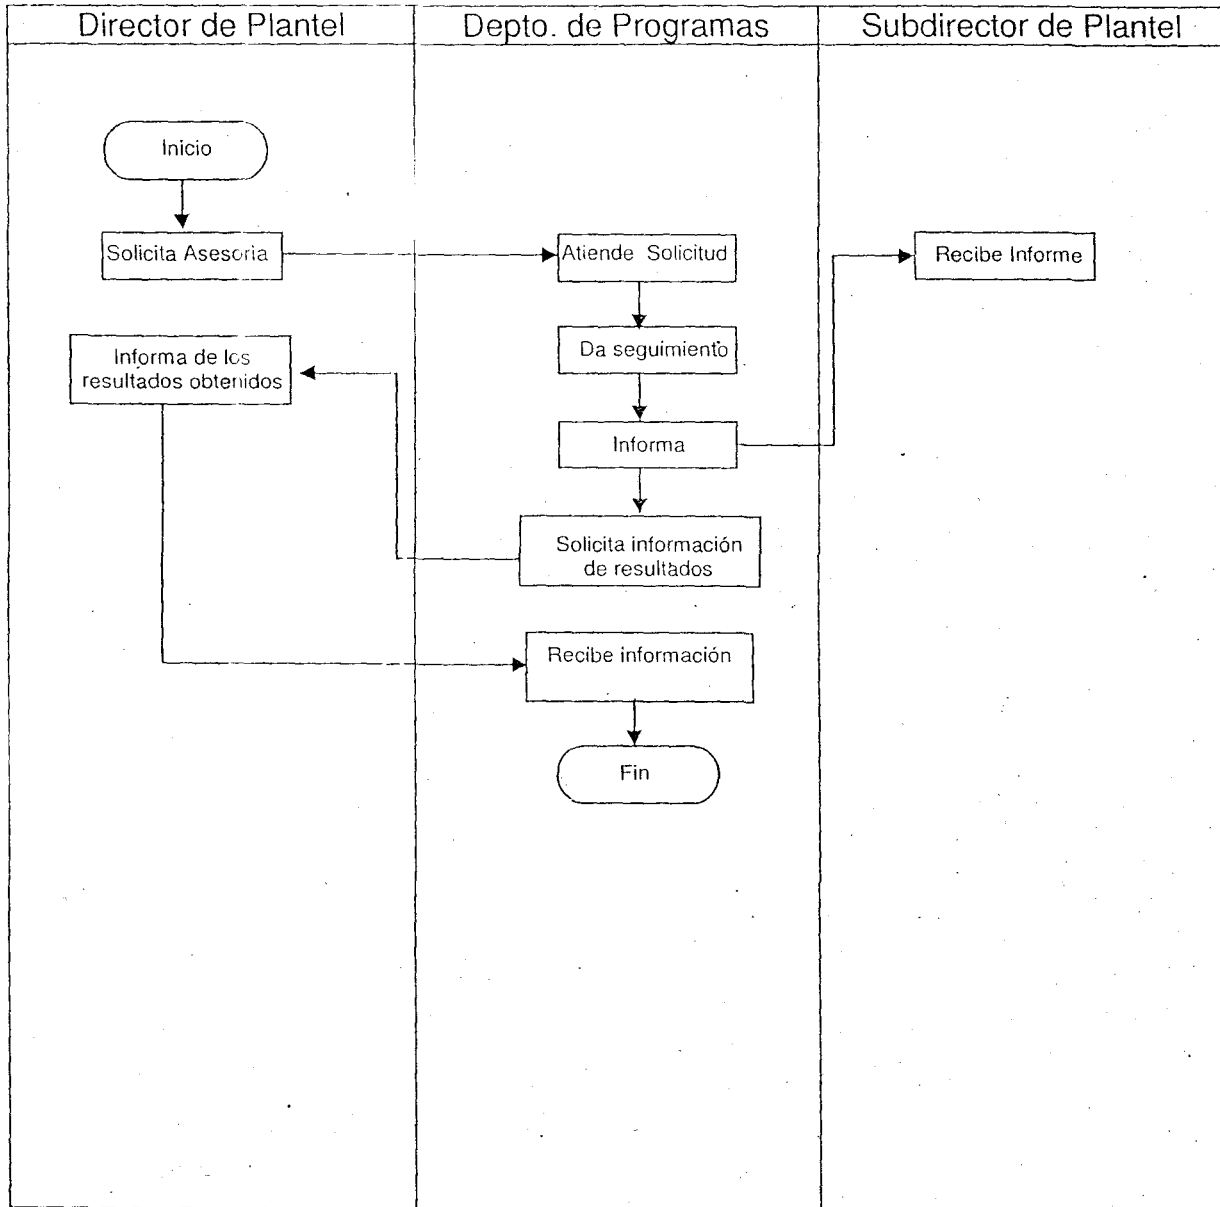 Director de Plantel
Depto. de Programas
Subdirector de Plantel
Inicio
Solicita Asesoria
Atiende Solicitud
Recibe Informe
Da seguimiento
Informa de los
resultados obtenidos
Informa
Solicita información
de resultados
Recibe información
Fin